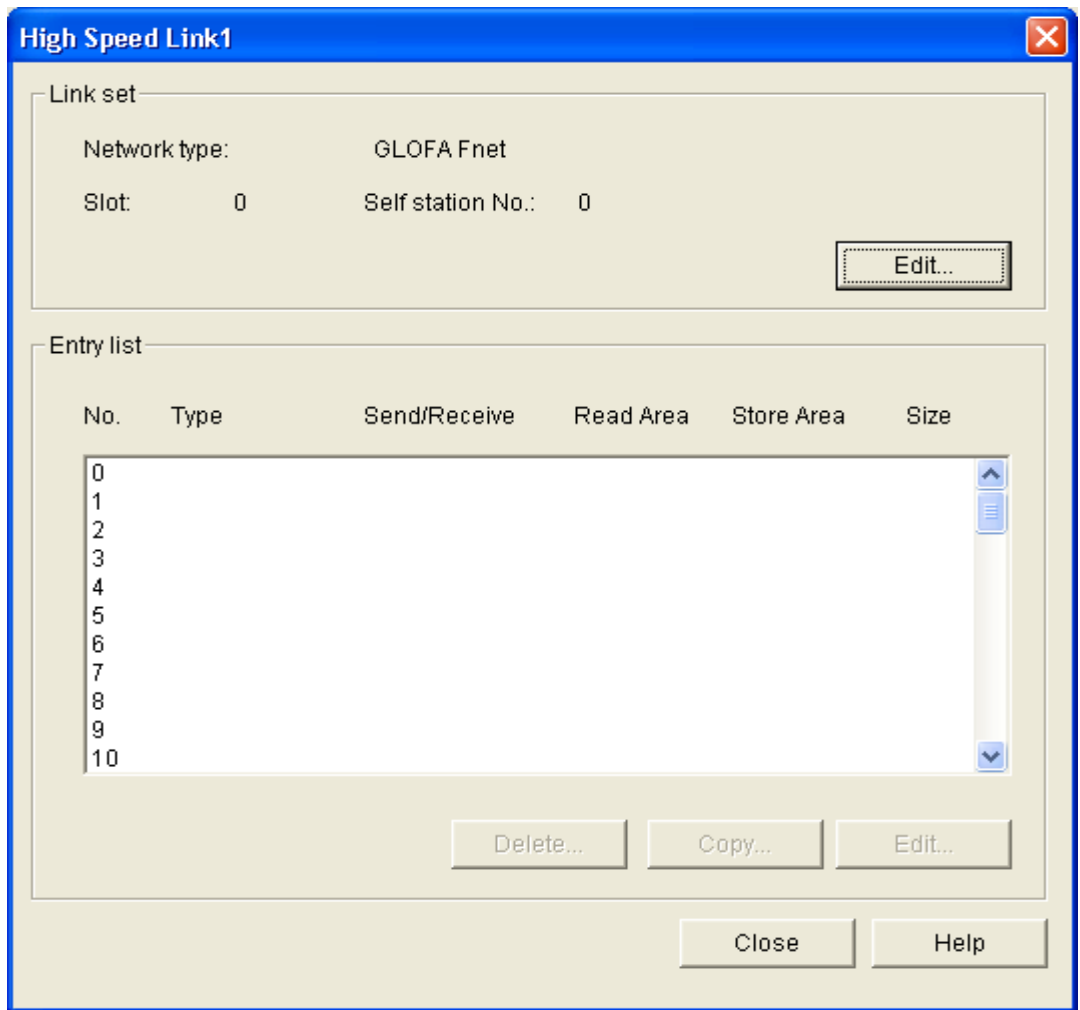 High Speed Link1
Link set
Network type: GLOFA Fnet
Slot: 0 Self station No.: 0
Edit...
Entry list
No. Type Send/Receive Read Area Store Area Size
0
1
2
3
4
5
6
7
8
9
10
Delete... Copy... Edit...
Close Help